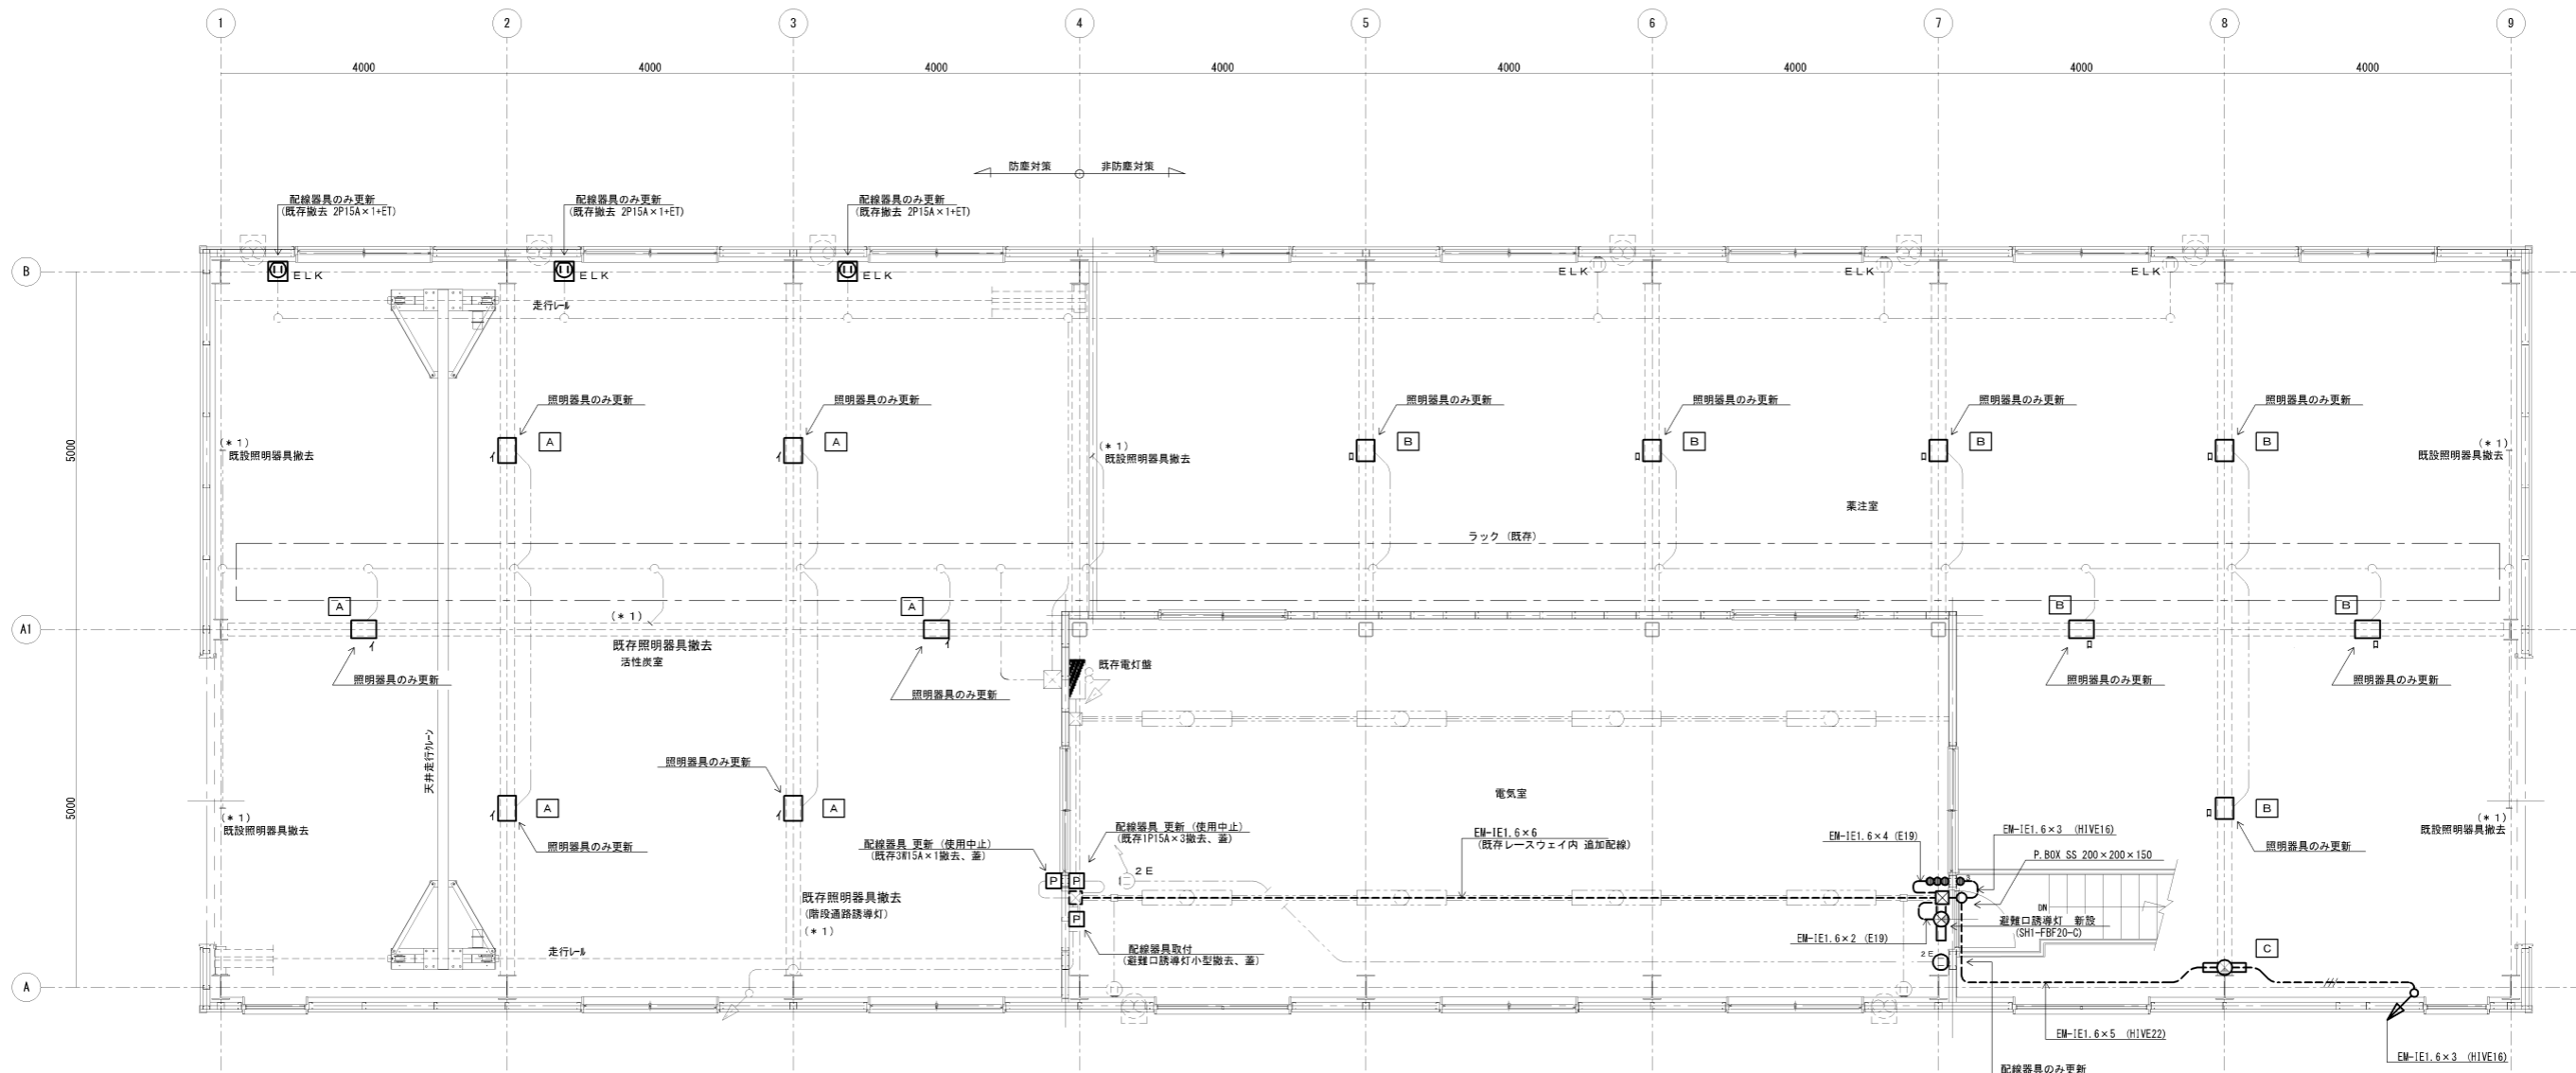 1 2 3 4 5 6 7 8 9
4000 4000 4000 4000 4000 4000 4000 4000
防塵対策 非防塵対策
配線器具のみ更新
(既存撤去 2P15A×1+ET)
配線器具のみ更新
(既存撤去 2P15A×1+ET)
配線器具のみ更新
(既存撤去 2P15A×1+ET)
B
ELK ELK ELK ELK ELK ELK
走行レール
照明器具のみ更新 照明器具のみ更新 照明器具のみ更新 照明器具のみ更新 照明器具のみ更新 照明器具のみ更新
(*1)
既設照明器具撤去
A A
イ イ
(*1)
既設照明器具撤去
B B B B
ロ ロ ロ ロ
(*1)
既設照明器具撤去
5000
薬注室
ラック (既存)
A A B B
(*1)
A1
イ イ ロ ロ
既存照明器具撤去
活性炭室
既存電灯盤
照明器具のみ更新 照明器具のみ更新 照明器具のみ更新 照明器具のみ更新
天井走行クレーン
照明器具のみ更新
電気室
5000
(*1)
既設照明器具撤去
A A
イ イ
B
ロ
(*1)
既設照明器具撤去
照明器具のみ更新
照明器具のみ更新
配線器具 更新 (使用中止)
(既存3W15A×1撤去、蓋)
配線器具 更新 (使用中止)
(既存1P15A×3撤去、蓋)
EM-IE1.6×6
(既存レースウェイ内 追加配線)
EM-IE1.6×4 (E19)
EM-IE1.6×3 (HIVE16)
P.BOX SS 200×200×150
2E
P P
3
既存照明器具撤去
(階段通路誘導灯)
(*1)
P
DN
避難口誘導灯 新設
(SH1-FBF20-C)
EM-IE1.6×2 (E19)
配線器具取付
(避難口誘導灯小型撤去、蓋)
走行レール
2E
C
A
EM-IE1.6×5 (HIVE22)
EM-IE1.6×3 (HIVE16)
配線器具のみ更新